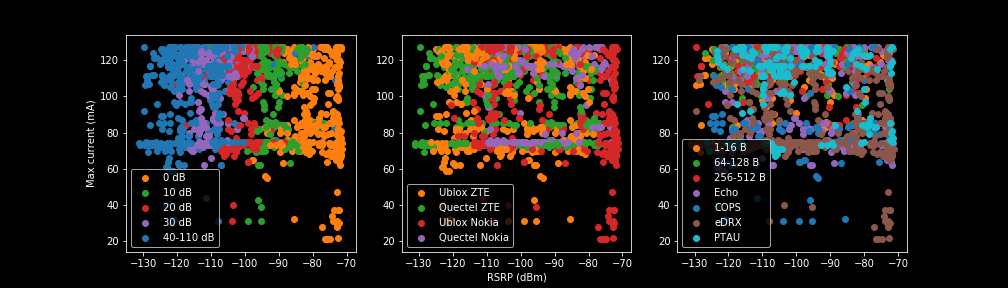 Max current (mA)
120
100
80
60
40
20
0 dB
10 dB
20 dB
30 dB
40-110 dB
−130 −120 −110 −100 −90 −80 −70
120
100
80
60
40
20
Ublox ZTE
Quectel ZTE
Ublox Nokia
Quectel Nokia
−130 −120 −110 −100 −90 −80 −70
RSRP (dBm)
120
100
80
60
40
20
1-16 B
64-128 B
256-512 B
Echo
COPS
eDRX
PTAU
−130 −120 −110 −100 −90 −80 −70